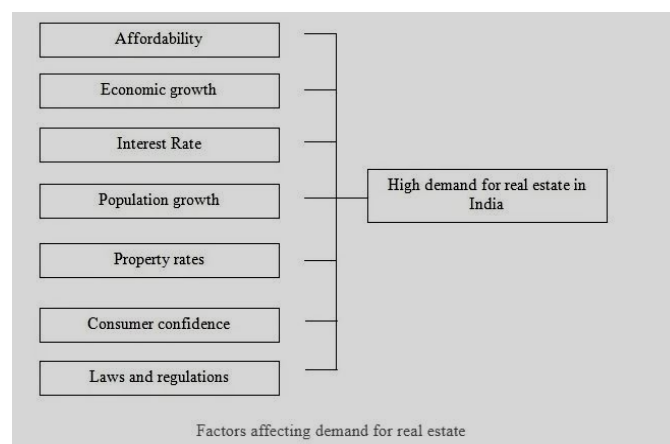 Affordability
Economic growth
Interest Rate
Population growth
High demand for real estate in
India
Property rates
Consumer confidence
Laws and regulations
Factors affecting demand for real estate